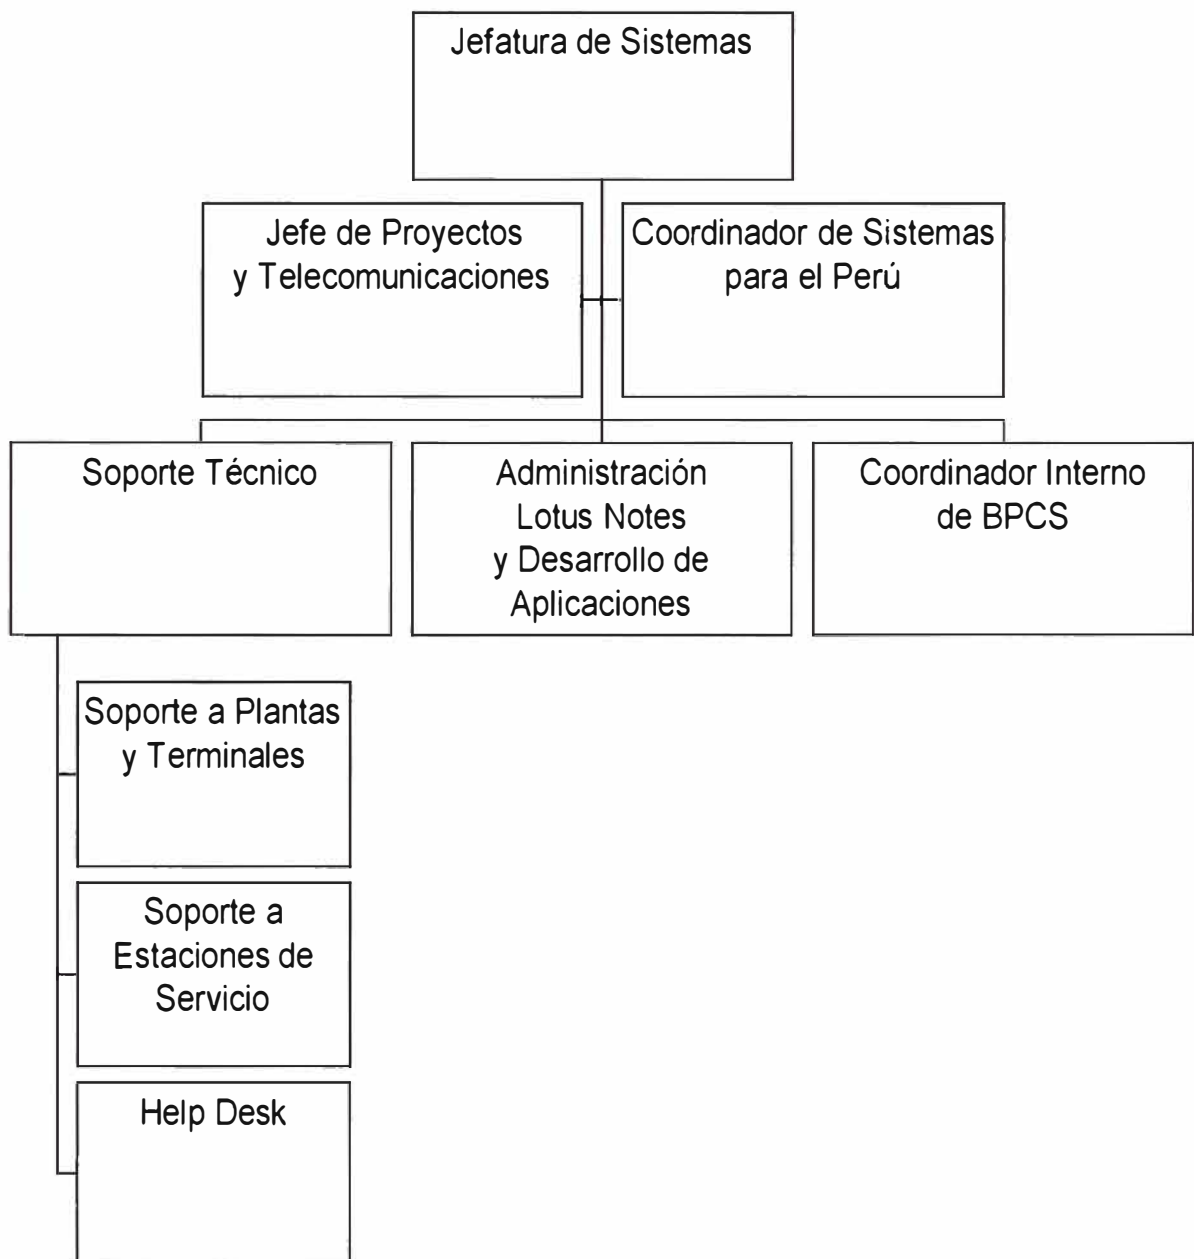 Jefatura de Sistemas
Jefe de Proyectos
y Telecomunicaciones
Coordinador de Sistemas
para el Perú
Soporte Técnico
Administración
Lotus Notes
y Desarrollo de
Aplicaciones
Coordinador Interno
de BPCS
Soporte a Plantas
y Terminales
Soporte a
Estaciones de
Servicio
Help Desk